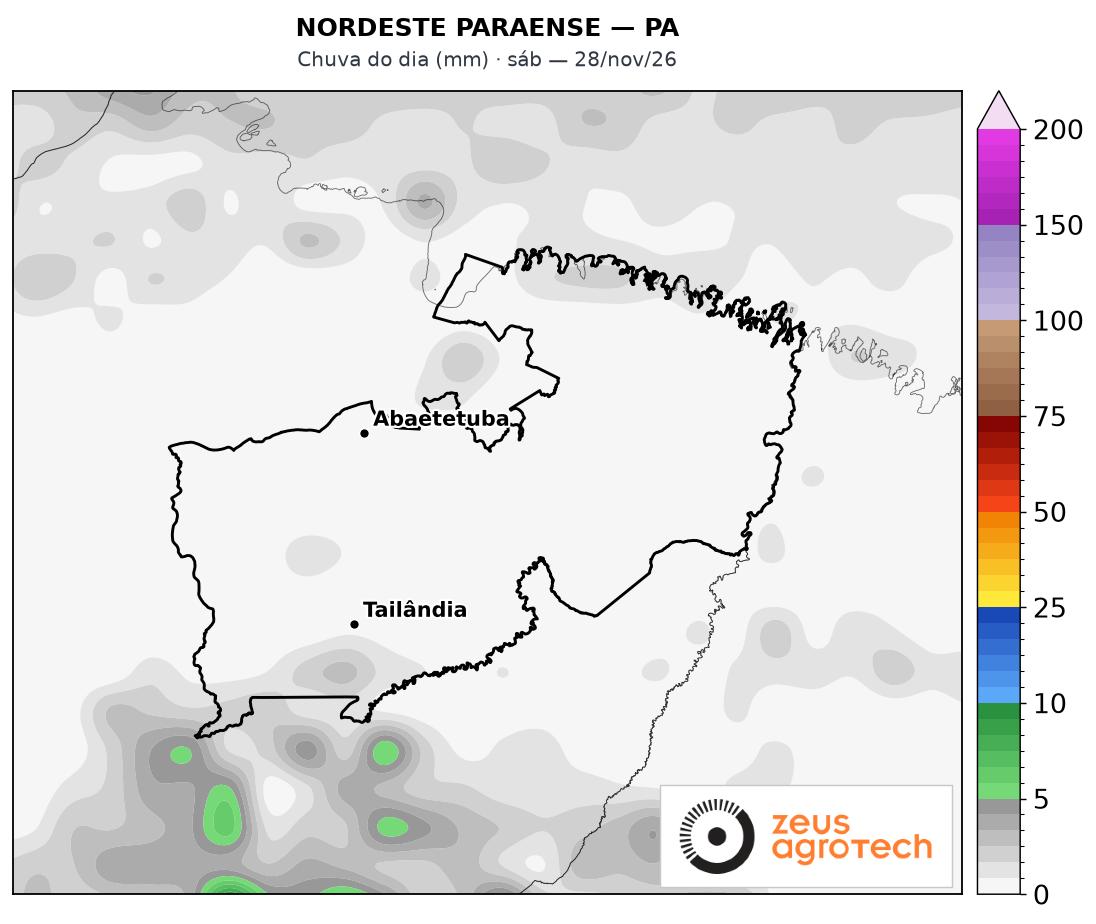 NORDESTE PARAENSE — PA
Chuva do dia (mm) · sáb — 28/nov/26
200
150
100
75
50
25
10
5
0
Abaetetuba
Tailândia
zeus
agrotech